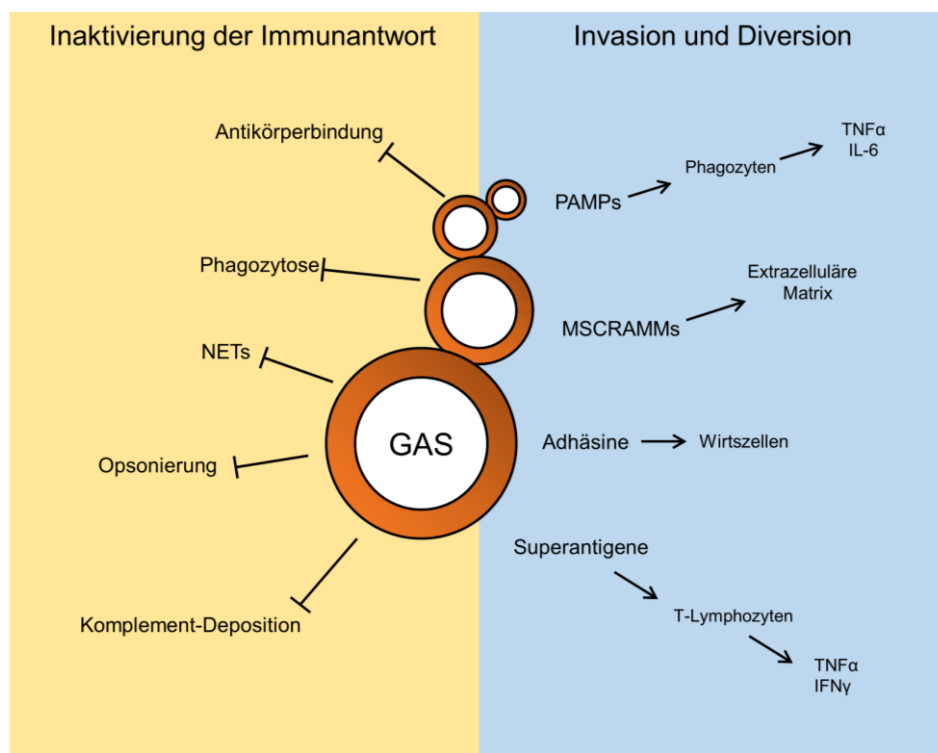 Inaktivierung der Immunantwort
Antikörperbindung
Phagozytose
NETs
Opsonierung
Komplement-Deposition
GAS
Invasion und Diversion
PAMPs
Phagozyten
TNFα
IL-6
MSCRAMMs
Extrazelluläre
Matrix
Adhäsine
Wirtszellen
Superantigene
T-Lymphozyten
TNFα
IFNγ